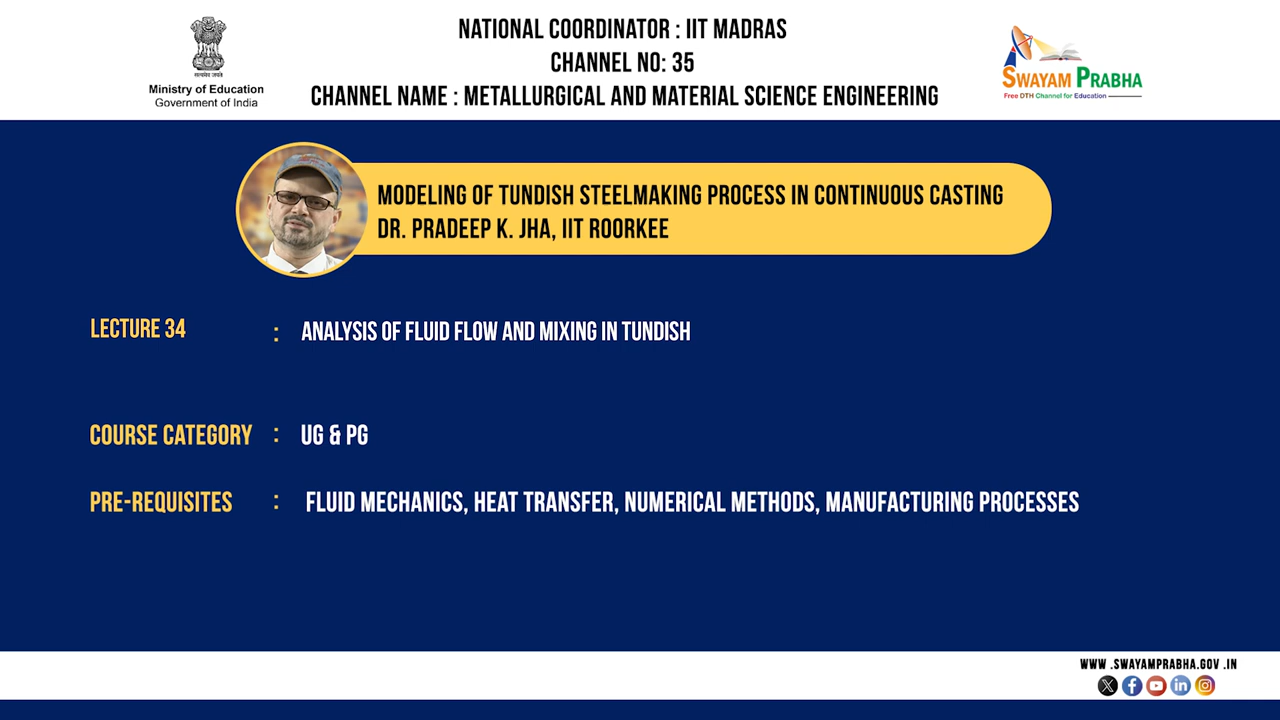 NATIONAL COORDINATOR : IIT MADRAS
CHANNEL NO: 35
CHANNEL NAME : METALLURGICAL AND MATERIAL SCIENCE ENGINEERING
सत्यमेव जयते
Ministry of Education
Government of India
SWAYAM PRABHA
Free DTH Channel for Education
MODELING OF TUNDISH STEELMAKING PROCESS IN CONTINUOUS CASTING
DR. PRADEEP K. JHA, IIT ROORKEE
LECTURE 34 : ANALYSIS OF FLUID FLOW AND MIXING IN TUNDISH
COURSE CATEGORY : UG & PG
PRE-REQUISITES : FLUID MECHANICS, HEAT TRANSFER, NUMERICAL METHODS, MANUFACTURING PROCESSES
WWW .SWAYAMPRABHA.GOV .IN